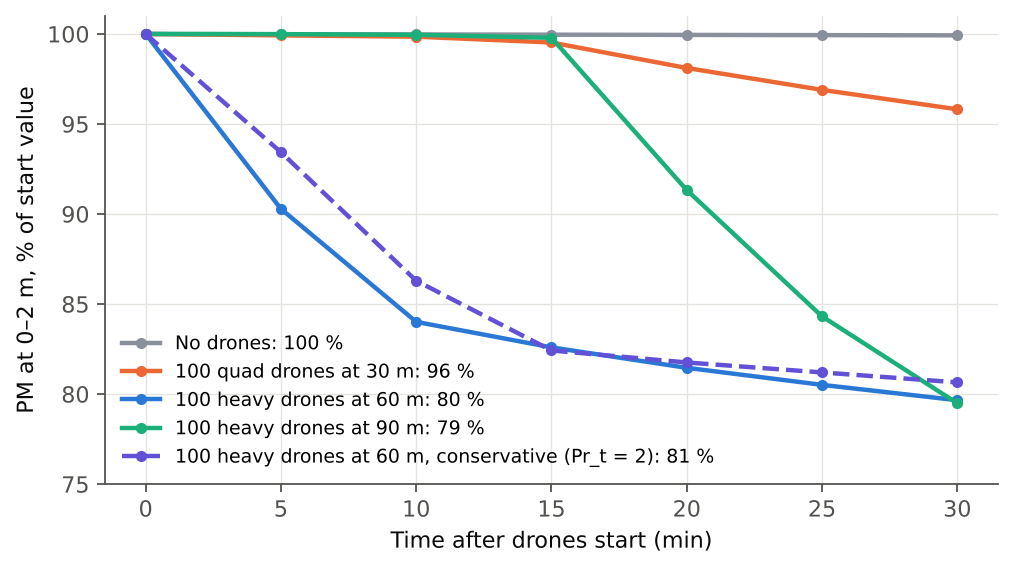 PM at 0–2 m, % of start value
100
95
90
85
80
75
No drones: 100 %
100 quad drones at 30 m: 96 %
100 heavy drones at 60 m: 80 %
100 heavy drones at 90 m: 79 %
100 heavy drones at 60 m, conservative (Pr_t = 2): 81 %
0 5 10 15 20 25 30
Time after drones start (min)